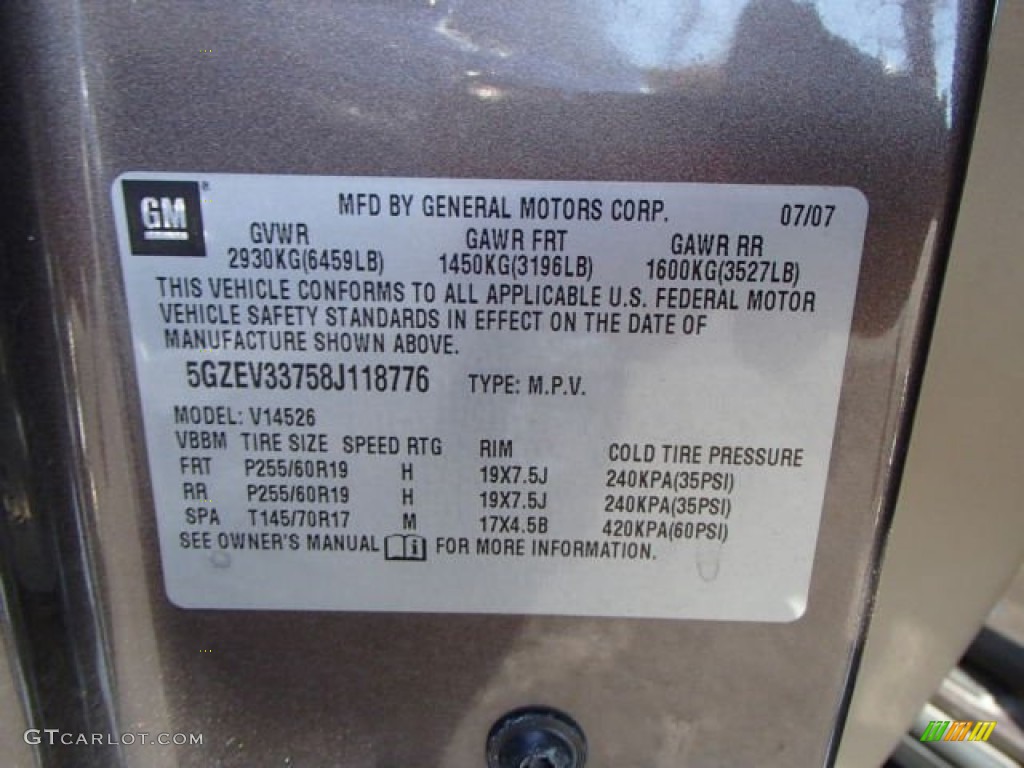 GM ® MFD BY GENERAL MOTORS CORP. 07/07
GVWR GAWR FRT GAWR RR
2930KG(6459LB) 1450KG(3196LB) 1600KG(3527LB)
THIS VEHICLE CONFORMS TO ALL APPLICABLE U.S. FEDERAL MOTOR
VEHICLE SAFETY STANDARDS IN EFFECT ON THE DATE OF
MANUFACTURE SHOWN ABOVE.
5GZEV33758J118776 TYPE: M.P.V.
MODEL: V14526
VBBM TIRE SIZE SPEED RTG RIM COLD TIRE PRESSURE
FRT P255/60R19 H 19X7.5J 240KPA(35PSI)
RR P255/60R19 H 19X7.5J 240KPA(35PSI)
SPA T145/70R17 M 17X4.5B 420KPA(60PSI)
SEE OWNER'S MANUAL i FOR MORE INFORMATION.
GTCARLOT.COM